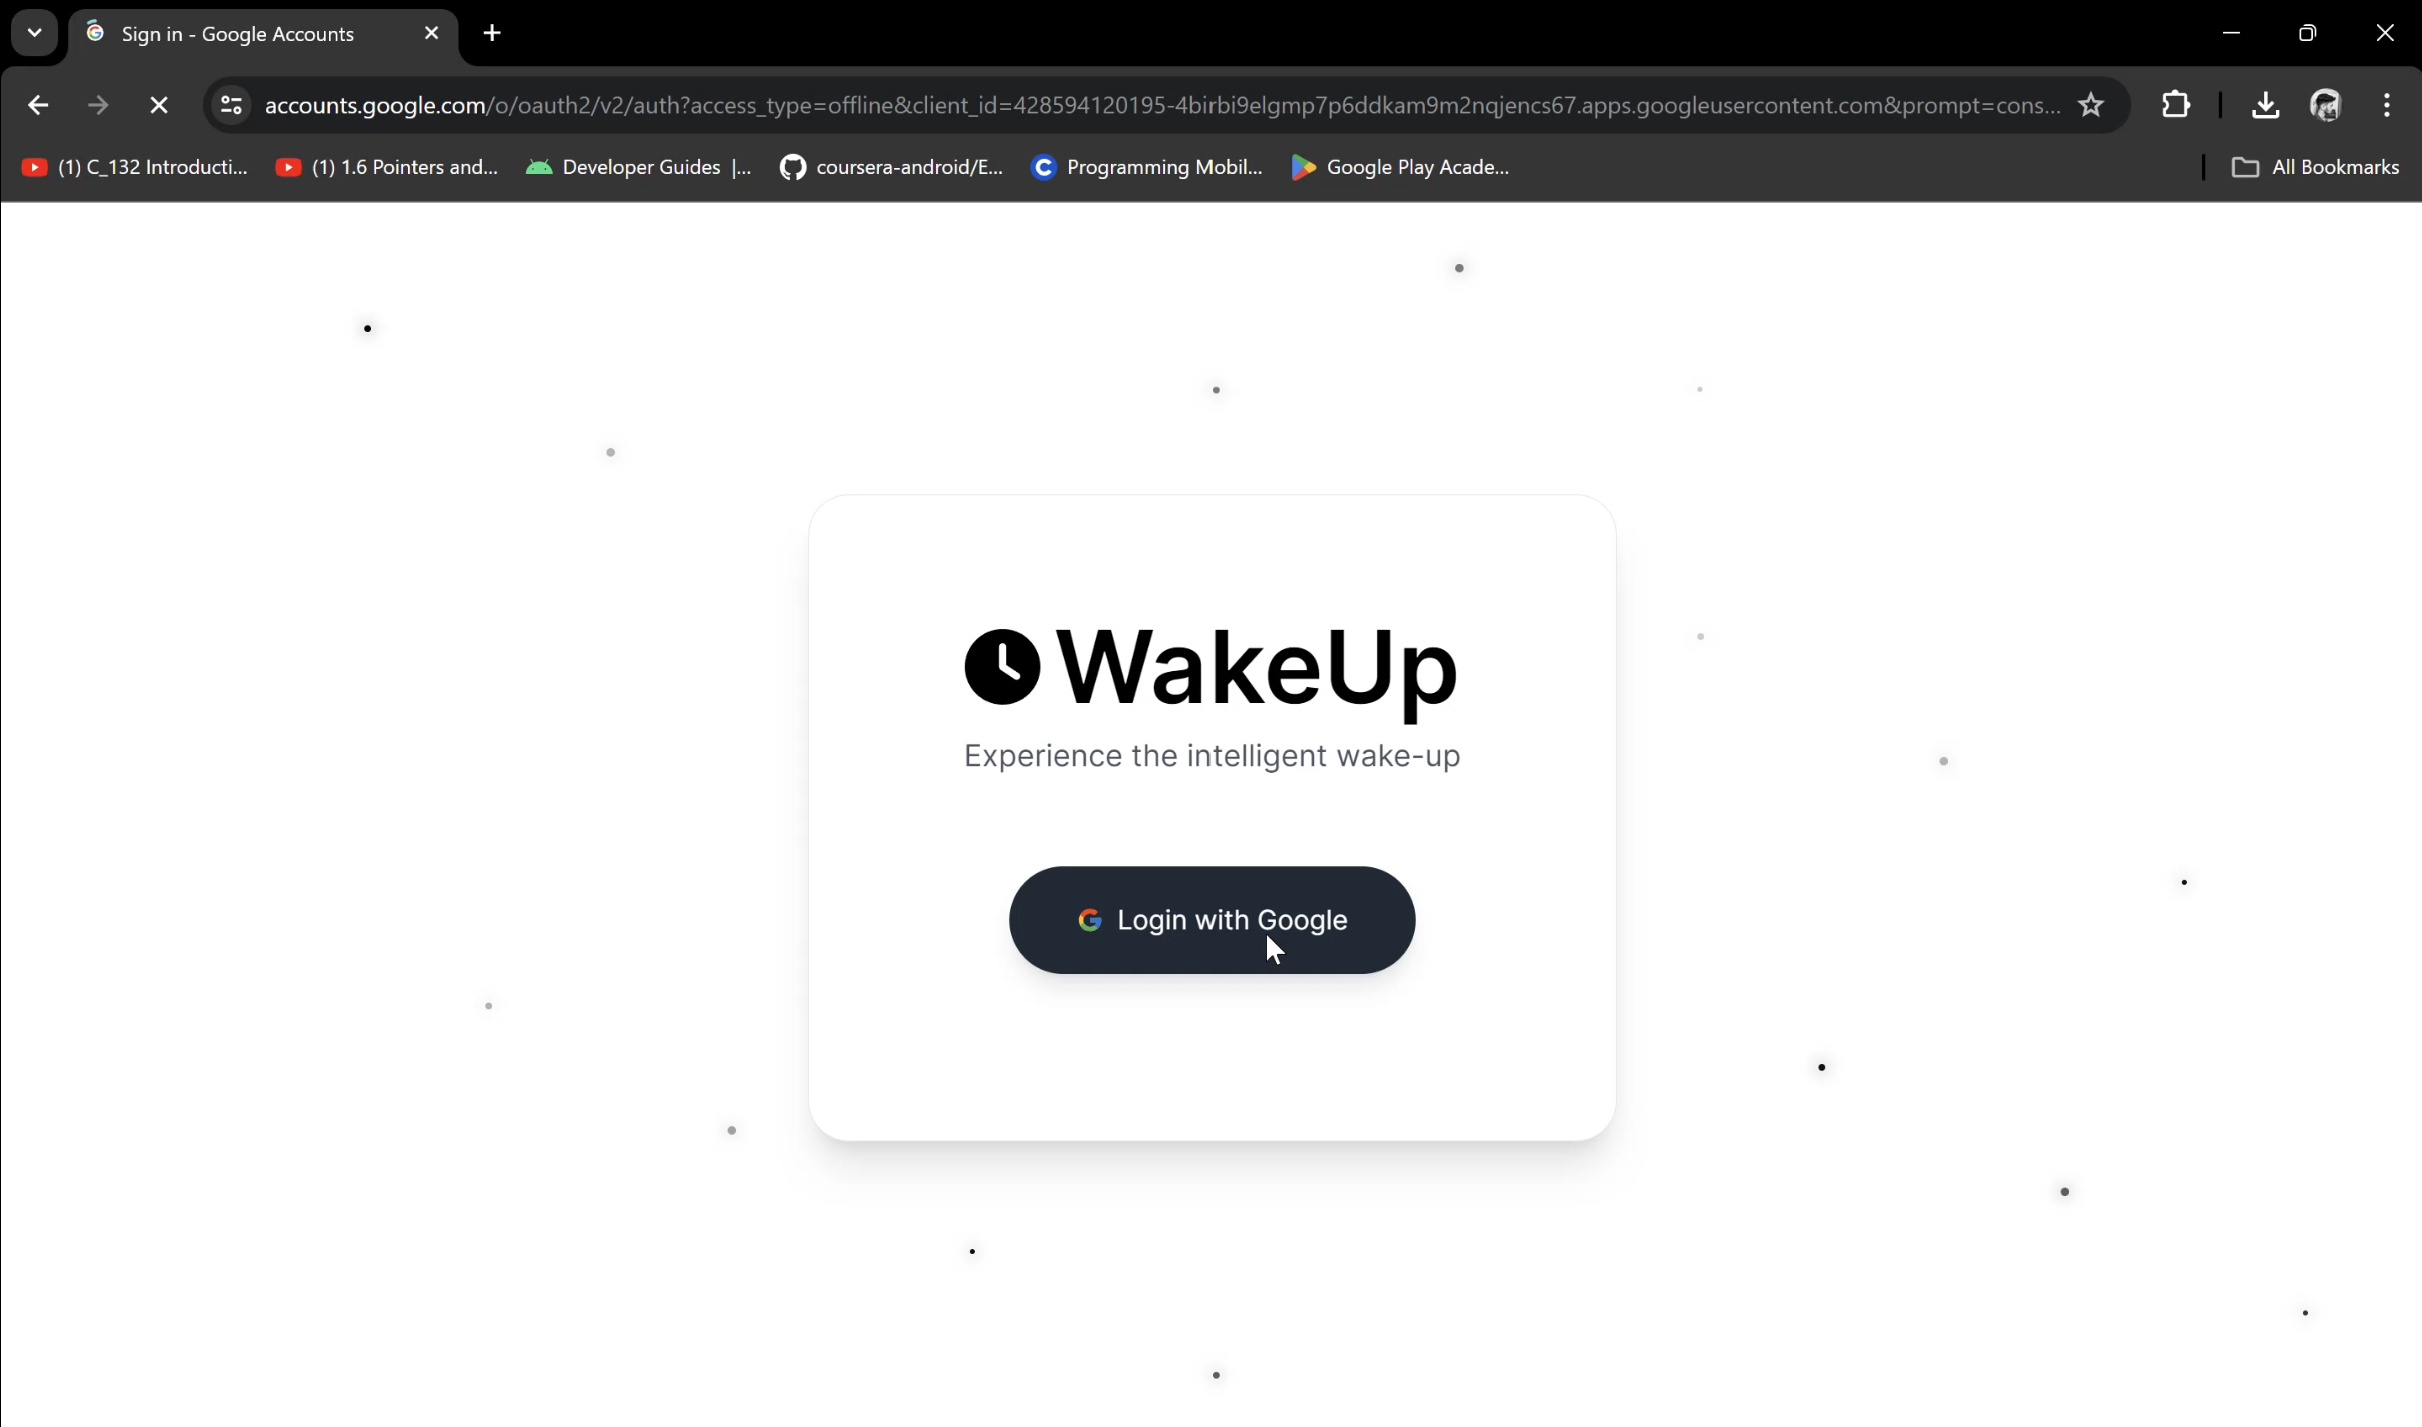 Sign in - Google Accounts
accounts.google.com/o/oauth2/v2/auth?access_type=offline&client_id=428594120195-4birbi9elgmp7p6ddkam9m2nqjencs67.apps.googleusercontent.com&prompt=cons...
(1) C_132 Introducti... (1) 1.6 Pointers and... Developer Guides |... coursera-android/E... Programming Mobil... Google Play Acade... All Bookmarks
WakeUp
Experience the intelligent wake-up
Login with Google